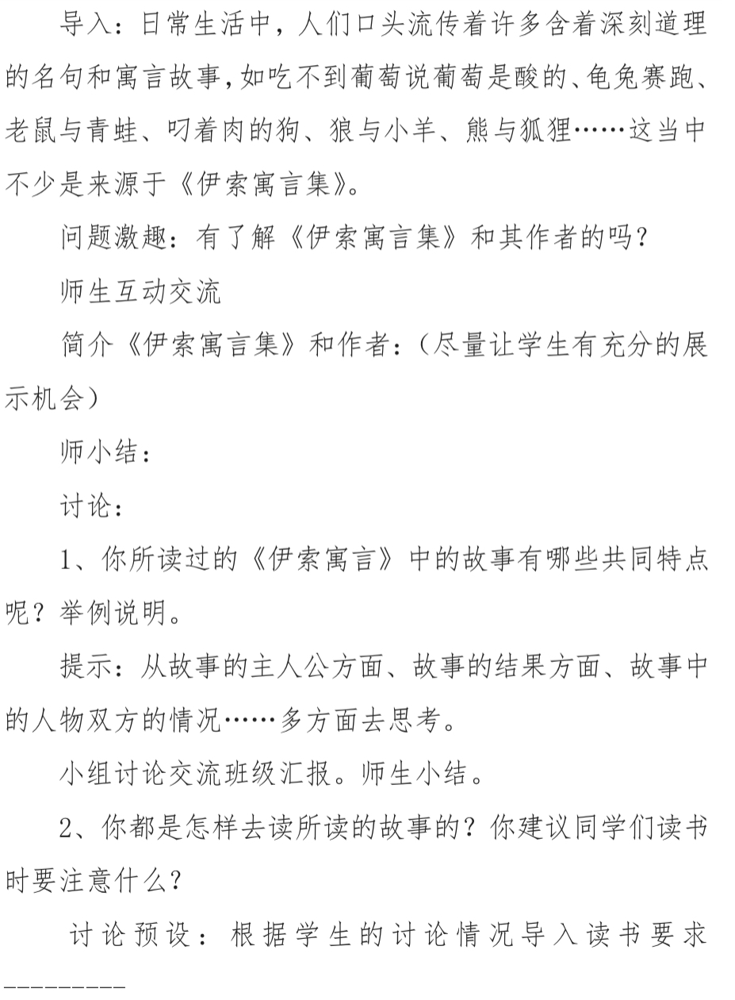 导入：日常生活中，人们口头流传着许多含着深刻道理
的名句和寓言故事，如吃不到葡萄说葡萄是酸的、龟兔赛跑、
老鼠与青蛙、叼着肉的狗、狼与小羊、熊与狐狸……这当中
不少是来源于《伊索寓言集》。
问题激趣：有了解《伊索寓言集》和其作者的吗？
师生互动交流
简介《伊索寓言集》和作者：（尽量让学生有充分的展
示机会）
师小结：
讨论：
1、你所读过的《伊索寓言》中的故事有哪些共同特点
呢？举例说明。
提示：从故事的主人公方面、故事的结果方面、故事中
的人物双方的情况……多方面去思考。
小组讨论交流班级汇报。师生小结。
2、你都是怎样去读所读的故事的？你建议同学们读书
时要注意什么？
讨论预设：根据学生的讨论情况导入读书要求
_________